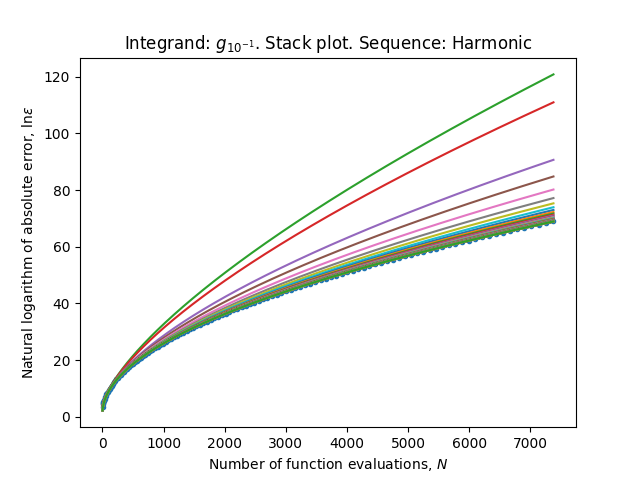 Integrand: g₁₀⁻¹. Stack plot. Sequence: Harmonic
Natural logarithm of absolute error, lnε
120
100
80
60
40
20
0
0 1000 2000 3000 4000 5000 6000 7000
Number of function evaluations, N